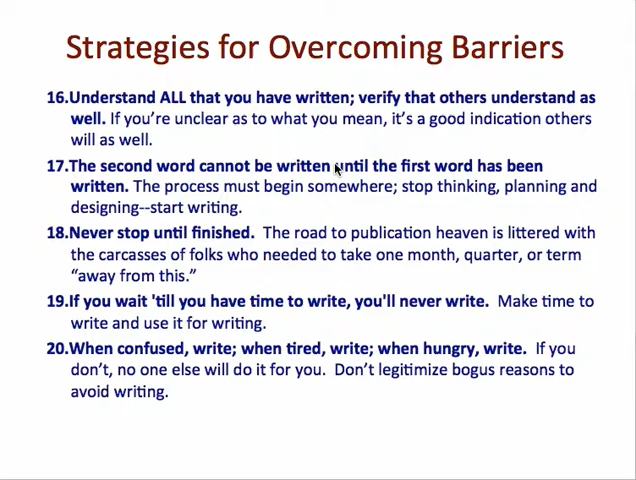 Strategies for Overcoming Barriers
16.Understand ALL that you have written; verify that others understand as
well. If you’re unclear as to what you mean, it’s a good indication others
will as well.
17.The second word cannot be written until the first word has been
written. The process must begin somewhere; stop thinking, planning and
designing--start writing.
18.Never stop until finished. The road to publication heaven is littered with
the carcasses of folks who needed to take one month, quarter, or term
“away from this.”
19.If you wait 'till you have time to write, you'll never write. Make time to
write and use it for writing.
20.When confused, write; when tired, write; when hungry, write. If you
don’t, no one else will do it for you. Don’t legitimize bogus reasons to
avoid writing.